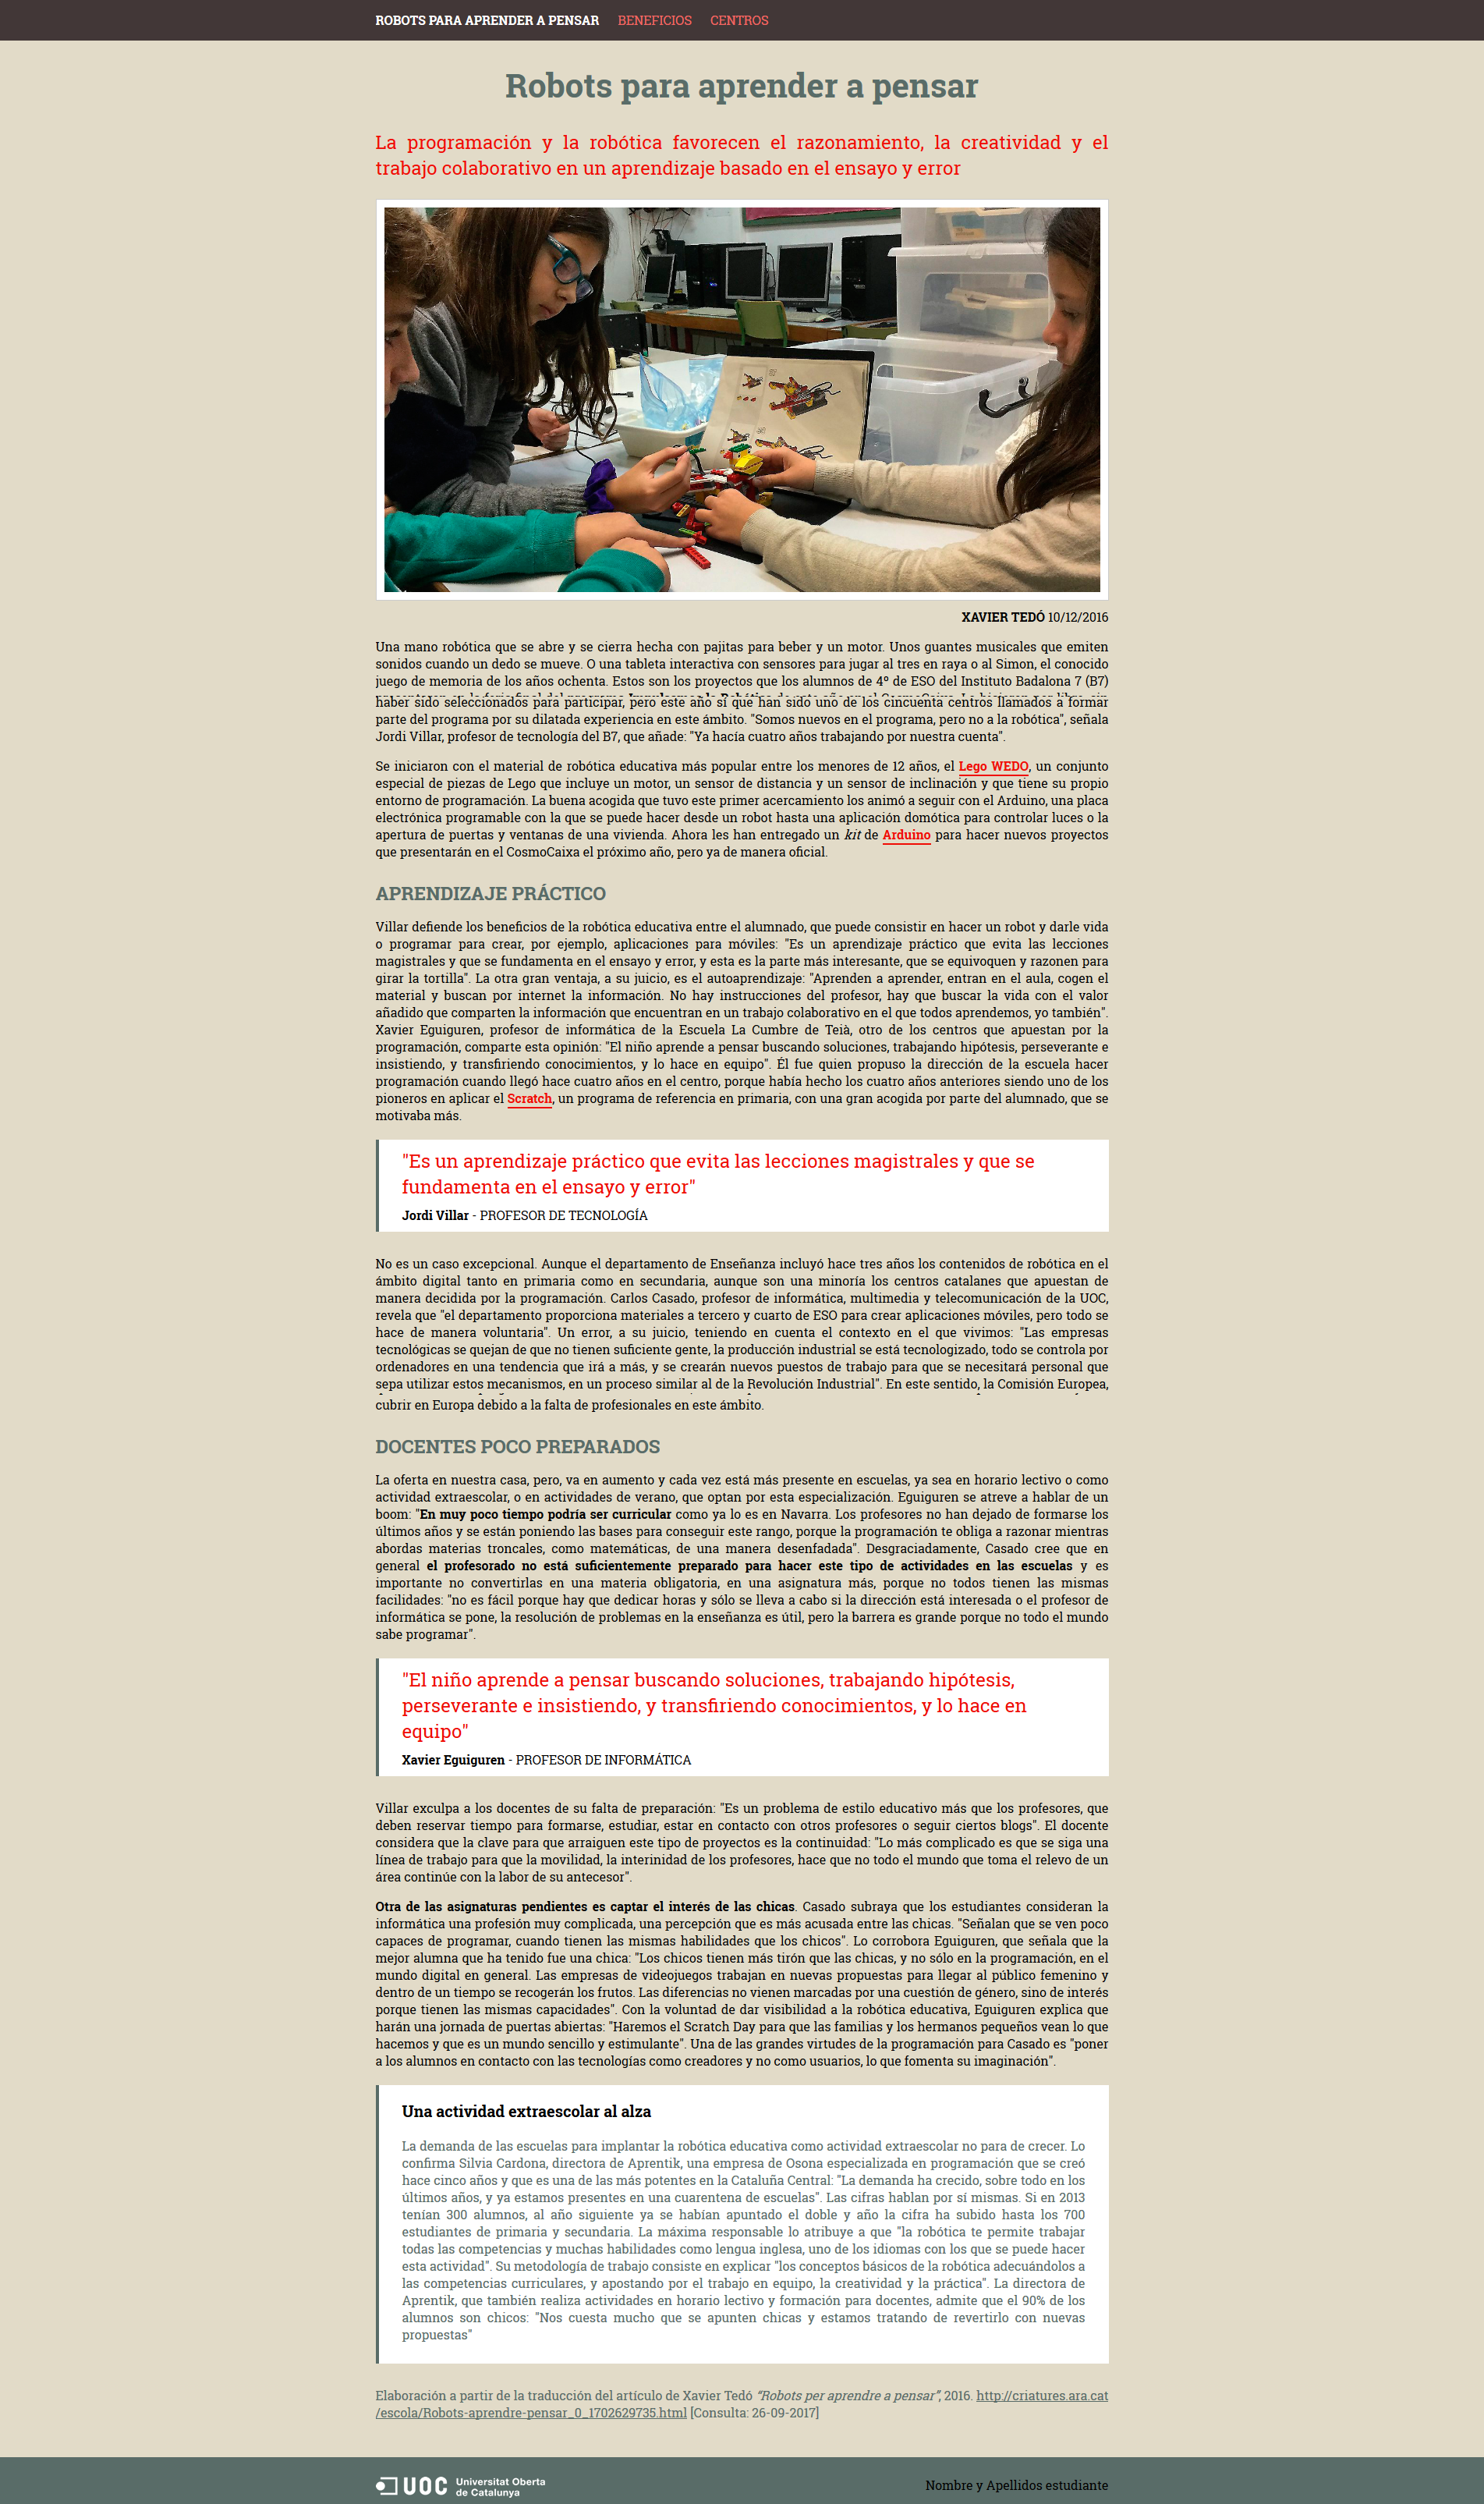 ROBOTS PARA APRENDER A PENSAR BENEFICIOS CENTROS
Robots para aprender a pensar
La programación y la robótica favorecen el razonamiento, la creatividad y el
trabajo colaborativo en un aprendizaje basado en el ensayo y error
XAVIER TEDÓ 10/12/2016
Una mano robótica que se abre y se cierra hecha con pajitas para beber y un motor. Unos guantes musicales que emiten
sonidos cuando un dedo se mueve. O una tableta interactiva con sensores para jugar al tres en raya o al Simon, el conocido
juego de memoria de los años ochenta. Estos son los proyectos que los alumnos de 4º de ESO del Instituto Badalona 7 (B7)
haber sido seleccionados para participar, pero este año sí que han sido uno de los cincuenta centros llamados a formar
parte del programa por su dilatada experiencia en este ámbito. "Somos nuevos en el programa, pero no a la robótica", señala
Jordi Villar, profesor de tecnología del B7, que añade: "Ya hacía cuatro años trabajando por nuestra cuenta".
Se iniciaron con el material de robótica educativa más popular entre los menores de 12 años, el Lego WEDO, un conjunto
especial de piezas de Lego que incluye un motor, un sensor de distancia y un sensor de inclinación y que tiene su propio
entorno de programación. La buena acogida que tuvo este primer acercamiento los animó a seguir con el Arduino, una placa
electrónica programable con la que se puede hacer desde un robot hasta una aplicación domótica para controlar luces o la
apertura de puertas y ventanas de una vivienda. Ahora les han entregado un kit de Arduino para hacer nuevos proyectos
que presentarán en el CosmoCaixa el próximo año, pero ya de manera oficial.
APRENDIZAJE PRÁCTICO
Villar defiende los beneficios de la robótica educativa entre el alumnado, que puede consistir en hacer un robot y darle vida
o programar para crear, por ejemplo, aplicaciones para móviles: "Es un aprendizaje práctico que evita las lecciones
magistrales y que se fundamenta en el ensayo y error, y esta es la parte más interesante, que se equivoquen y razonen para
girar la tortilla". La otra gran ventaja, a su juicio, es el autoaprendizaje: "Aprenden a aprender, entran en el aula, cogen el
material y buscan por internet la información. No hay instrucciones del profesor, hay que buscar la vida con el valor
añadido que comparten la información que encuentran en un trabajo colaborativo en el que todos aprendemos, yo también".
Xavier Eguiguren, profesor de informática de la Escuela La Cumbre de Teià, otro de los centros que apuestan por la
programación, comparte esta opinión: "El niño aprende a pensar buscando soluciones, trabajando hipótesis, perseverante e
insistiendo, y transfiriendo conocimientos, y lo hace en equipo". Él fue quien propuso la dirección de la escuela hacer
programación cuando llegó hace cuatro años en el centro, porque había hecho los cuatro años anteriores siendo uno de los
pioneros en aplicar el Scratch, un programa de referencia en primaria, con una gran acogida por parte del alumnado, que se
motivaba más.
"Es un aprendizaje práctico que evita las lecciones magistrales y que se
fundamenta en el ensayo y error"
Jordi Villar - PROFESOR DE TECNOLOGÍA
No es un caso excepcional. Aunque el departamento de Enseñanza incluyó hace tres años los contenidos de robótica en el
ámbito digital tanto en primaria como en secundaria, aunque son una minoría los centros catalanes que apuestan de
manera decidida por la programación. Carlos Casado, profesor de informática, multimedia y telecomunicación de la UOC,
revela que "el departamento proporciona materiales a tercero y cuarto de ESO para crear aplicaciones móviles, pero todo se
hace de manera voluntaria". Un error, a su juicio, teniendo en cuenta el contexto en el que vivimos: "Las empresas
tecnológicas se quejan de que no tienen suficiente gente, la producción industrial se está tecnologizado, todo se controla por
ordenadores en una tendencia que irá a más, y se crearán nuevos puestos de trabajo para que se necesitará personal que
sepa utilizar estos mecanismos, en un proceso similar al de la Revolución Industrial". En este sentido, la Comisión Europea,
cubrir en Europa debido a la falta de profesionales en este ámbito.
DOCENTES POCO PREPARADOS
La oferta en nuestra casa, pero, va en aumento y cada vez está más presente en escuelas, ya sea en horario lectivo o como
actividad extraescolar, o en actividades de verano, que optan por esta especialización. Eguiguren se atreve a hablar de un
boom: "En muy poco tiempo podría ser curricular como ya lo es en Navarra. Los profesores no han dejado de formarse los
últimos años y se están poniendo las bases para conseguir este rango, porque la programación te obliga a razonar mientras
abordas materias troncales, como matemáticas, de una manera desenfadada". Desgraciadamente, Casado cree que en
general el profesorado no está suficientemente preparado para hacer este tipo de actividades en las escuelas y es
importante no convertirlas en una materia obligatoria, en una asignatura más, porque no todos tienen las mismas
facilidades: "no es fácil porque hay que dedicar horas y sólo se lleva a cabo si la dirección está interesada o el profesor de
informática se pone, la resolución de problemas en la enseñanza es útil, pero la barrera es grande porque no todo el mundo
sabe programar".
"El niño aprende a pensar buscando soluciones, trabajando hipótesis,
perseverante e insistiendo, y transfiriendo conocimientos, y lo hace en
equipo"
Xavier Eguiguren - PROFESOR DE INFORMÁTICA
Villar exculpa a los docentes de su falta de preparación: "Es un problema de estilo educativo más que los profesores, que
deben reservar tiempo para formarse, estudiar, estar en contacto con otros profesores o seguir ciertos blogs". El docente
considera que la clave para que arraiguen este tipo de proyectos es la continuidad: "Lo más complicado es que se siga una
línea de trabajo para que la movilidad, la interinidad de los profesores, hace que no todo el mundo que toma el relevo de un
área continúe con la labor de su antecesor".
Otra de las asignaturas pendientes es captar el interés de las chicas. Casado subraya que los estudiantes consideran la
informática una profesión muy complicada, una percepción que es más acusada entre las chicas. "Señalan que se ven poco
capaces de programar, cuando tienen las mismas habilidades que los chicos". Lo corrobora Eguiguren, que señala que la
mejor alumna que ha tenido fue una chica: "Los chicos tienen más tirón que las chicas, y no sólo en la programación, en el
mundo digital en general. Las empresas de videojuegos trabajan en nuevas propuestas para llegar al público femenino y
dentro de un tiempo se recogerán los frutos. Las diferencias no vienen marcadas por una cuestión de género, sino de interés
porque tienen las mismas capacidades". Con la voluntad de dar visibilidad a la robótica educativa, Eguiguren explica que
harán una jornada de puertas abiertas: "Haremos el Scratch Day para que las familias y los hermanos pequeños vean lo que
hacemos y que es un mundo sencillo y estimulante". Una de las grandes virtudes de la programación para Casado es "poner
a los alumnos en contacto con las tecnologías como creadores y no como usuarios, lo que fomenta su imaginación".
Una actividad extraescolar al alza
La demanda de las escuelas para implantar la robótica educativa como actividad extraescolar no para de crecer. Lo
confirma Silvia Cardona, directora de Aprentik, una empresa de Osona especializada en programación que se creó
hace cinco años y que es una de las más potentes en la Cataluña Central: "La demanda ha crecido, sobre todo en los
últimos años, y ya estamos presentes en una cuarentena de escuelas". Las cifras hablan por sí mismas. Si en 2013
tenían 300 alumnos, al año siguiente ya se habían apuntado el doble y año la cifra ha subido hasta los 700
estudiantes de primaria y secundaria. La máxima responsable lo atribuye a que "la robótica te permite trabajar
todas las competencias y muchas habilidades como lengua inglesa, uno de los idiomas con los que se puede hacer
esta actividad". Su metodología de trabajo consiste en explicar "los conceptos básicos de la robótica adecuándolos a
las competencias curriculares, y apostando por el trabajo en equipo, la creatividad y la práctica". La directora de
Aprentik, que también realiza actividades en horario lectivo y formación para docentes, admite que el 90% de los
alumnos son chicos: "Nos cuesta mucho que se apunten chicas y estamos tratando de revertirlo con nuevas
propuestas"
Elaboración a partir de la traducción del artículo de Xavier Tedó “Robots per aprendre a pensar”, 2016. http://criatures.ara.cat
/escola/Robots-aprendre-pensar_0_1702629735.html [Consulta: 26-09-2017]
UOC Universitat Oberta
de Catalunya
Nombre y Apellidos estudiante